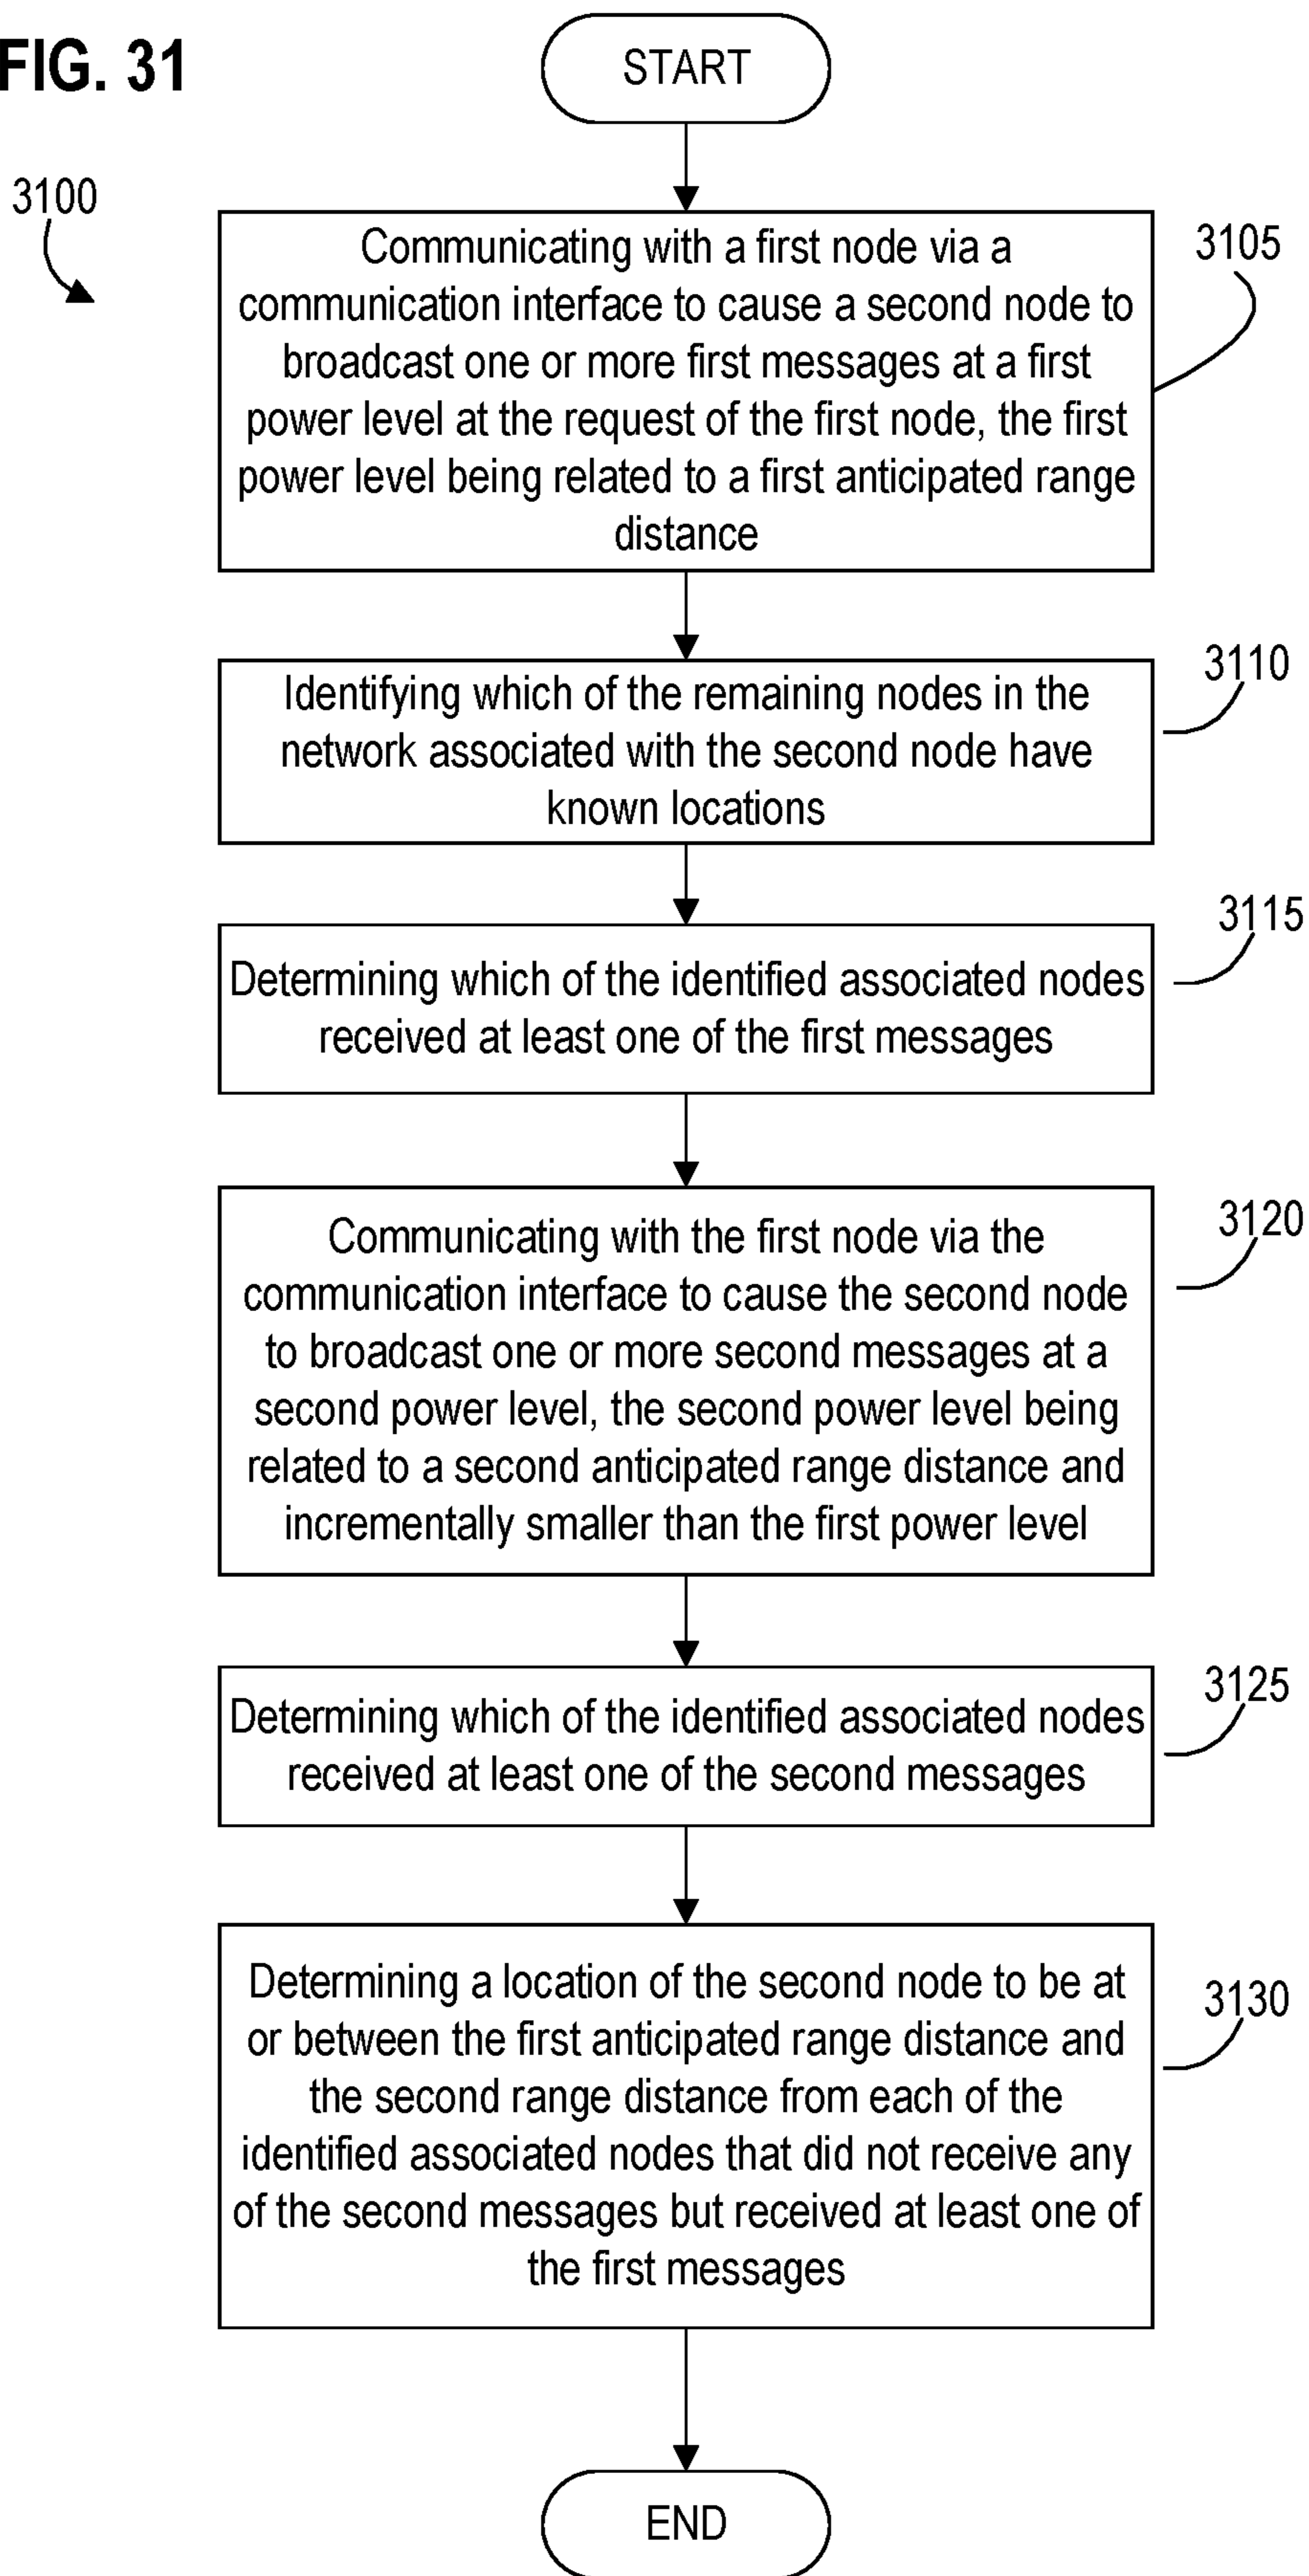 FIG. 31
START
3100
Communicating with a first node via a
communication interface to cause a second node to
broadcast one or more first messages at a first
power level at the request of the first node, the first
power level being related to a first anticipated range
distance
3105
Identifying which of the remaining nodes in the
network associated with the second node have
known locations
3110
Determining which of the identified associated nodes
received at least one of the first messages
3115
Communicating with the first node via the
communication interface to cause the second node
to broadcast one or more second messages at a
second power level, the second power level being
related to a second anticipated range distance and
incrementally smaller than the first power level
3120
Determining which of the identified associated nodes
received at least one of the second messages
3125
Determining a location of the second node to be at
or between the first anticipated range distance and
the second range distance from each of the
identified associated nodes that did not receive any
of the second messages but received at least one of
the first messages
3130
END